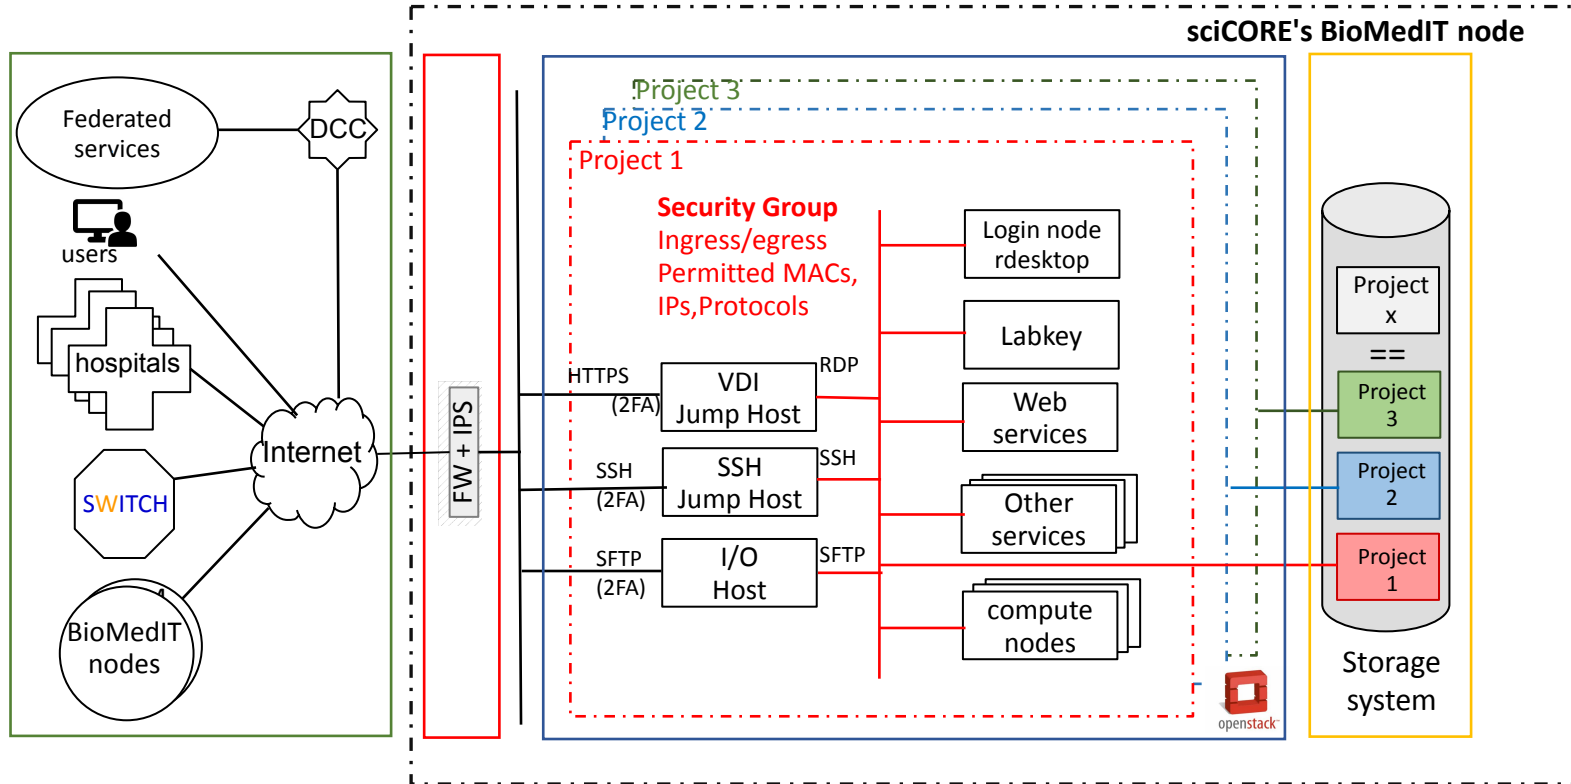 sciCORE's BioMedIT node
Federated
services
DCC
users
hospitals
Internet
SWITCH
BioMedIT
nodes
FW + IPS
Project 3
Project 2
Project 1
Security Group
Ingress/egress
Permitted MACs,
IPs,Protocols
HTTPS
(2FA)
VDI
Jump Host
RDP
SSH
(2FA)
SSH
Jump Host
SSH
SFTP
(2FA)
I/O
Host
SFTP
Login node
rdesktop
Labkey
Web
services
Other
services
compute
nodes
openstack
Project
x
==
Project
3
Project
2
Project
1
Storage
system